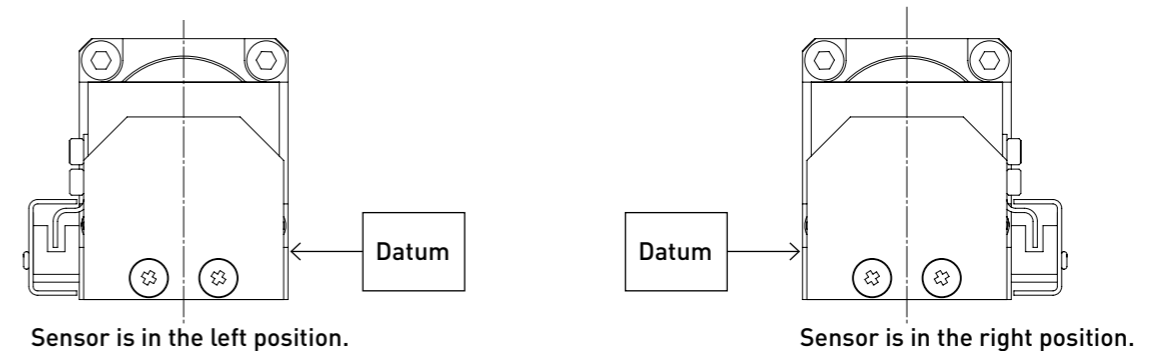 Datum
Datum
Sensor is in the left position.
Sensor is in the right position.